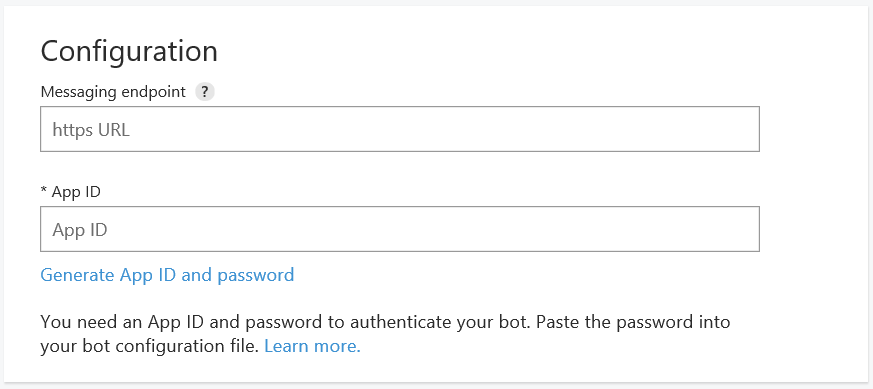 Configuration
Messaging endpoint ?
https URL
* App ID
App ID
Generate App ID and password
You need an App ID and password to authenticate your bot. Paste the password into
your bot configuration file. Learn more.